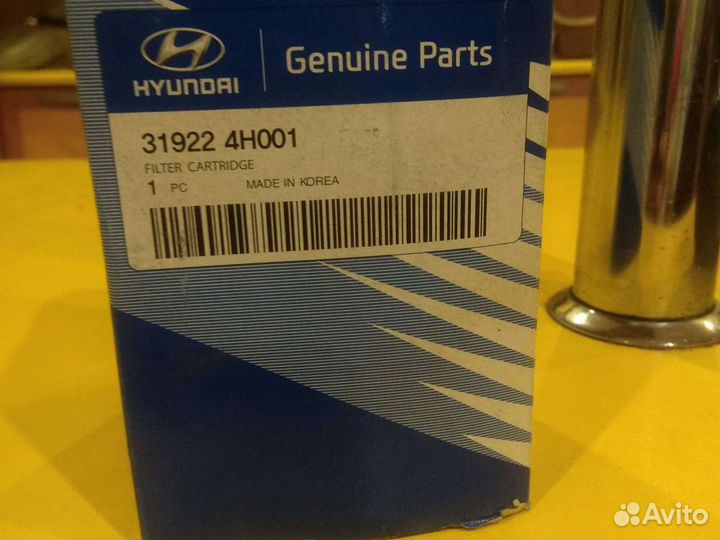 HYUNDAI
Genuine Parts
31922 4H001
FILTER CARTRIDGE
1 PC MADE IN KOREA
Avito